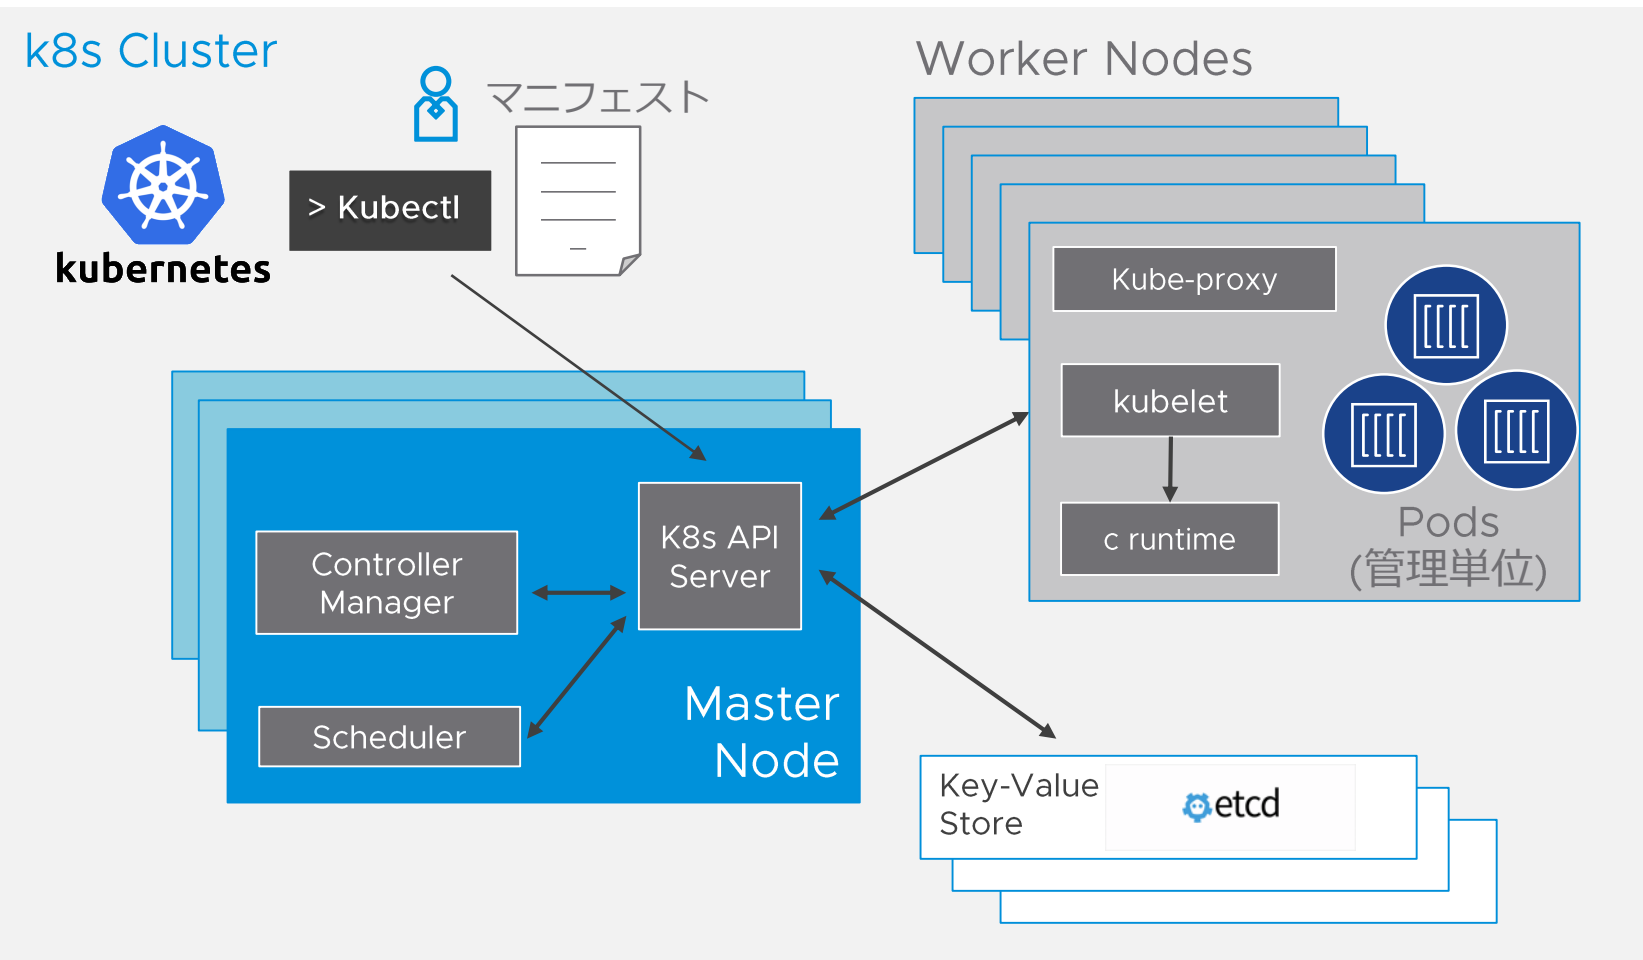 k8s Cluster
マニフェスト
kubernetes
> Kubectl
Worker Nodes
Kube-proxy
kubelet
c runtime
Pods
(管理単位)
K8s API
Server
Controller
Manager
Scheduler
Master
Node
Key-Value
Store
etcd